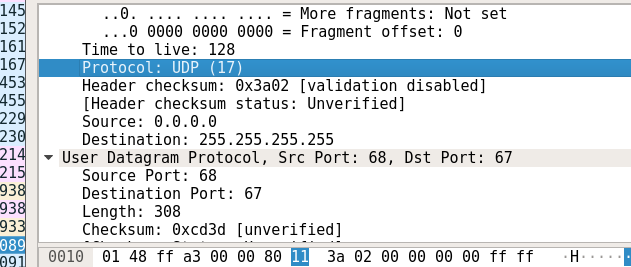 145
152
161
167
453
455
229
230
214
215
938
938
933
089
091
..0. .... .... .... = More fragments: Not set
...0 0000 0000 0000 = Fragment offset: 0
Time to live: 128
Protocol: UDP (17)
Header checksum: 0x3a02 [validation disabled]
[Header checksum status: Unverified]
Source: 0.0.0.0
Destination: 255.255.255.255
User Datagram Protocol, Src Port: 68, Dst Port: 67
Source Port: 68
Destination Port: 67
Length: 308
Checksum: 0xcd3d [unverified]
0010 01 48 ff a3 00 00 80 11 3a 02 00 00 00 00 ff ff ·H······